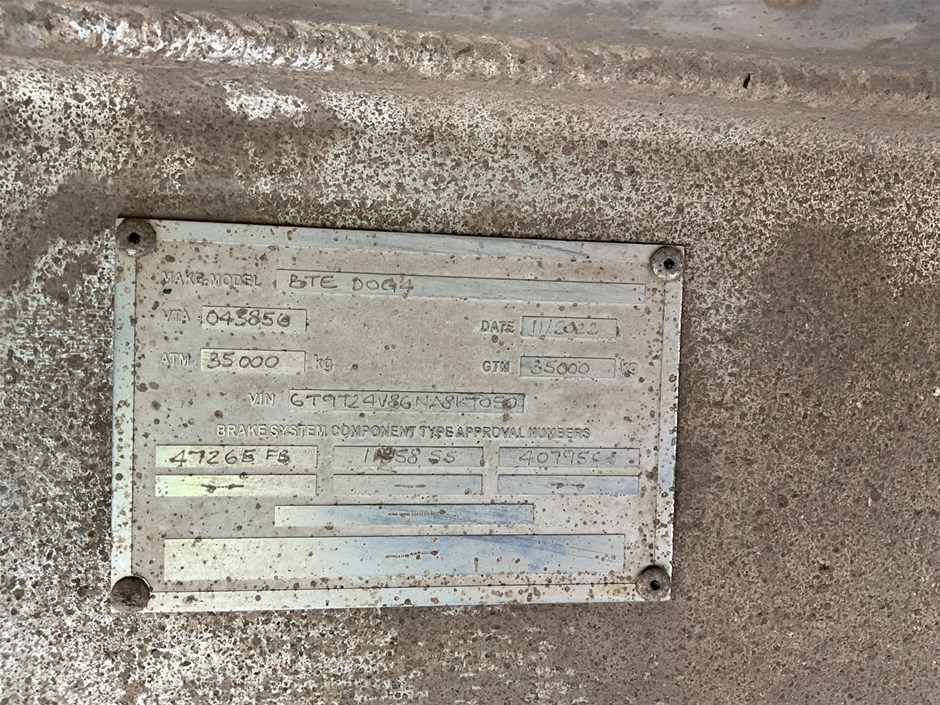 MAKE-MODEL BTE DOG4
VTA 043856 DATE 11/2022
ATM 35000 kg GTM 35000 kg
VIN 6T9T24V86NA8KT050
BRAKE SYSTEM COMPONENT TYPE APPROVAL NUMBERS
47265 FB